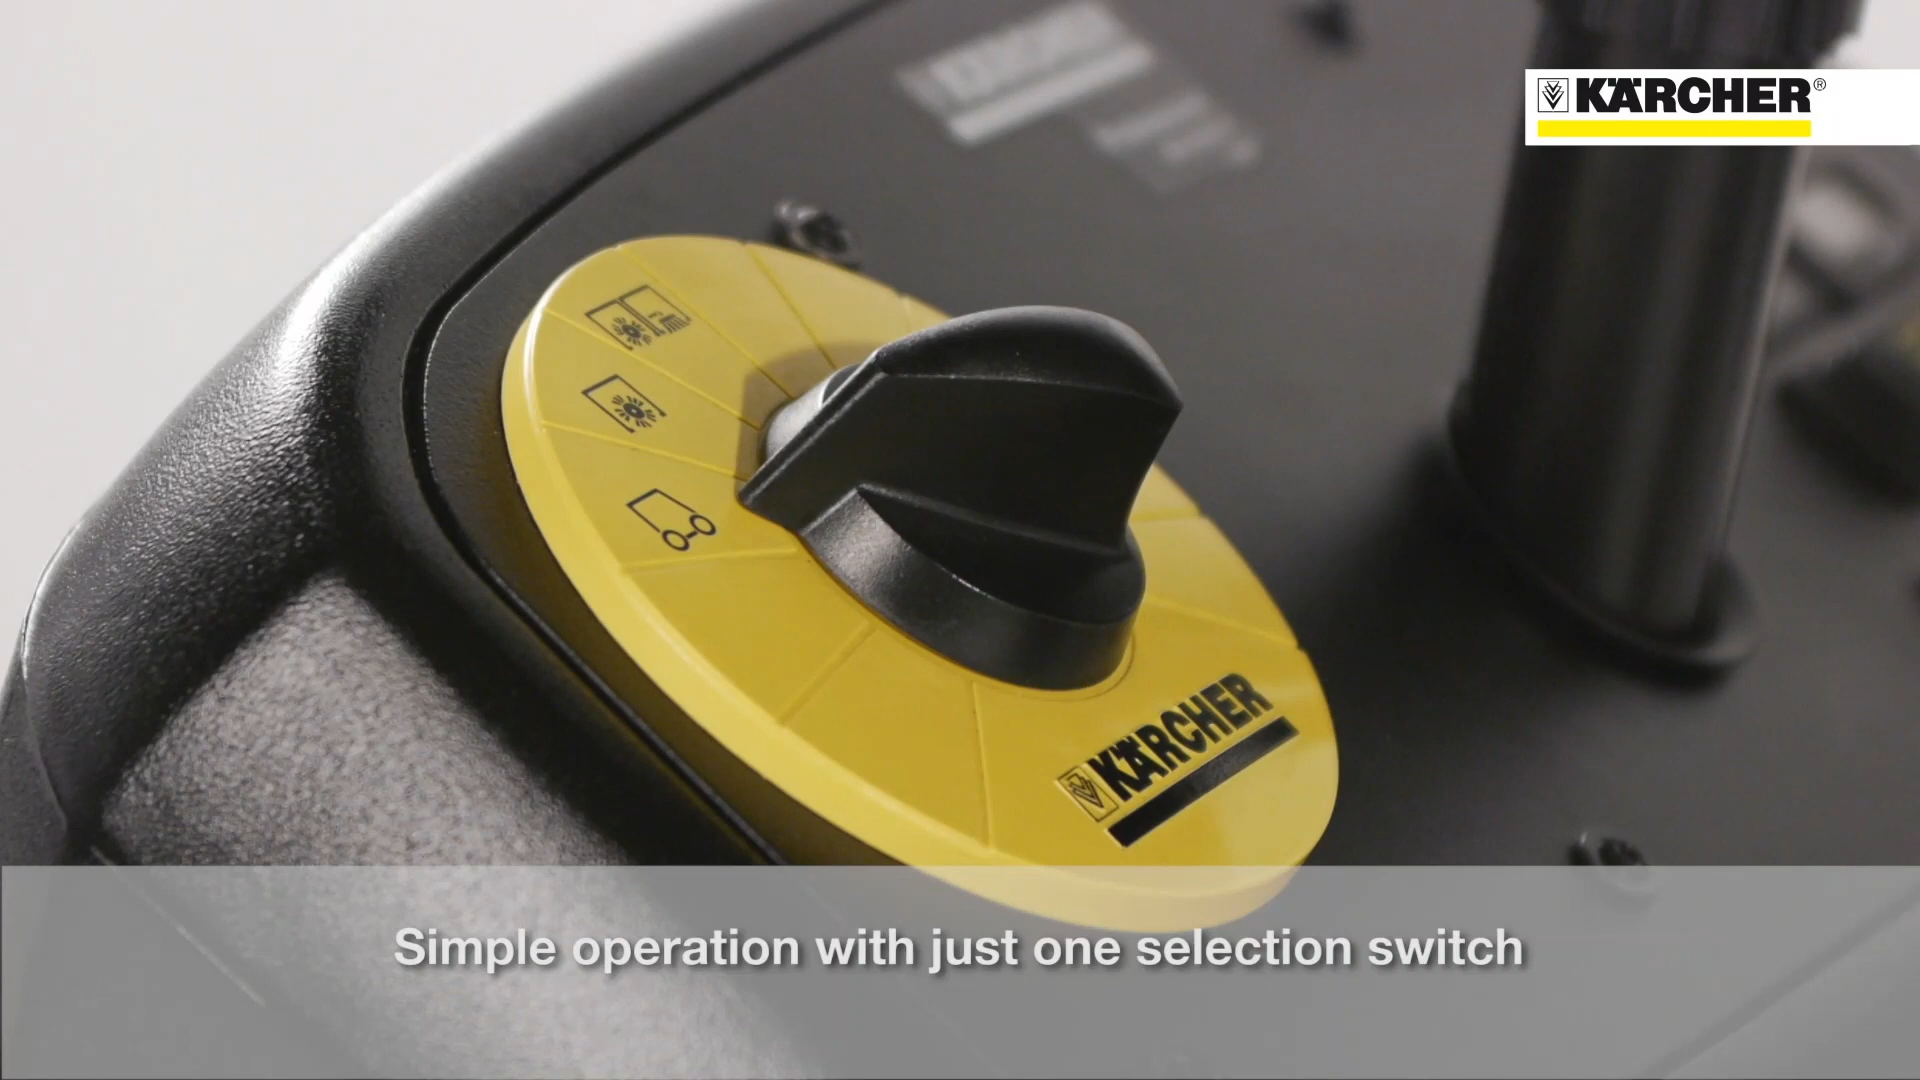 KÄRCHER®
KÄRCHER
Simple operation with just one selection switch